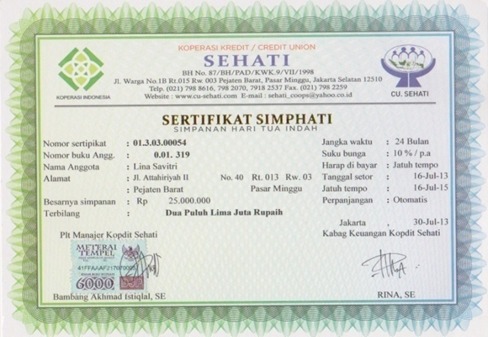 KOPERASI KREDIT / CREDIT UNION
SEHATI
BH No. 87/BH/PAD/KWK.9/VII/1998
Jl. Warga No.1B Rt.015 Rw. 003 Pejaten Barat, Pasar Minggu, Jakarta Selatan 12510
Telp. (021) 798 8616, 798 2070, 7918 2537 Fax. (021) 798 2259
Website : www.cu-sehati.com E-mail : sehati_coops@yahoo.co.id
KOPERASI INDONESIA
CU. SEHATI
SERTIFIKAT SIMPHATI
SIMPANAN HARI TUA INDAH
Nomor sertipikat : 01.3.03.00054 Jangka waktu : 24 Bulan
Nomor buku Angg. : 0.01. 319 Suku bunga : 10 % / p.a
Nama Anggota : Lina Savitri Harap di bayar : Jatuh tempo
Alamat : Jl. Attahiriyah II No. 40 Rt. 013 Rw. 03 Tanggal setor : 16-Jul-13
: Pejaten Barat Pasar Minggu Jatuh tempo : 16-Jul-15
Besarnya simpanan : Rp 25.000.000 Perpanjangan : Otomatis
Terbilang : Dua Puluh Lima Juta Rupaih
Jakarta , 30-Jul-13
Plt Manajer Kopdit Sehati Kabag Keuangan Kopdit Sehati
METERAI
TEMPEL
6000
Bambang Akhmad Istiqlal, SE RINA, SE